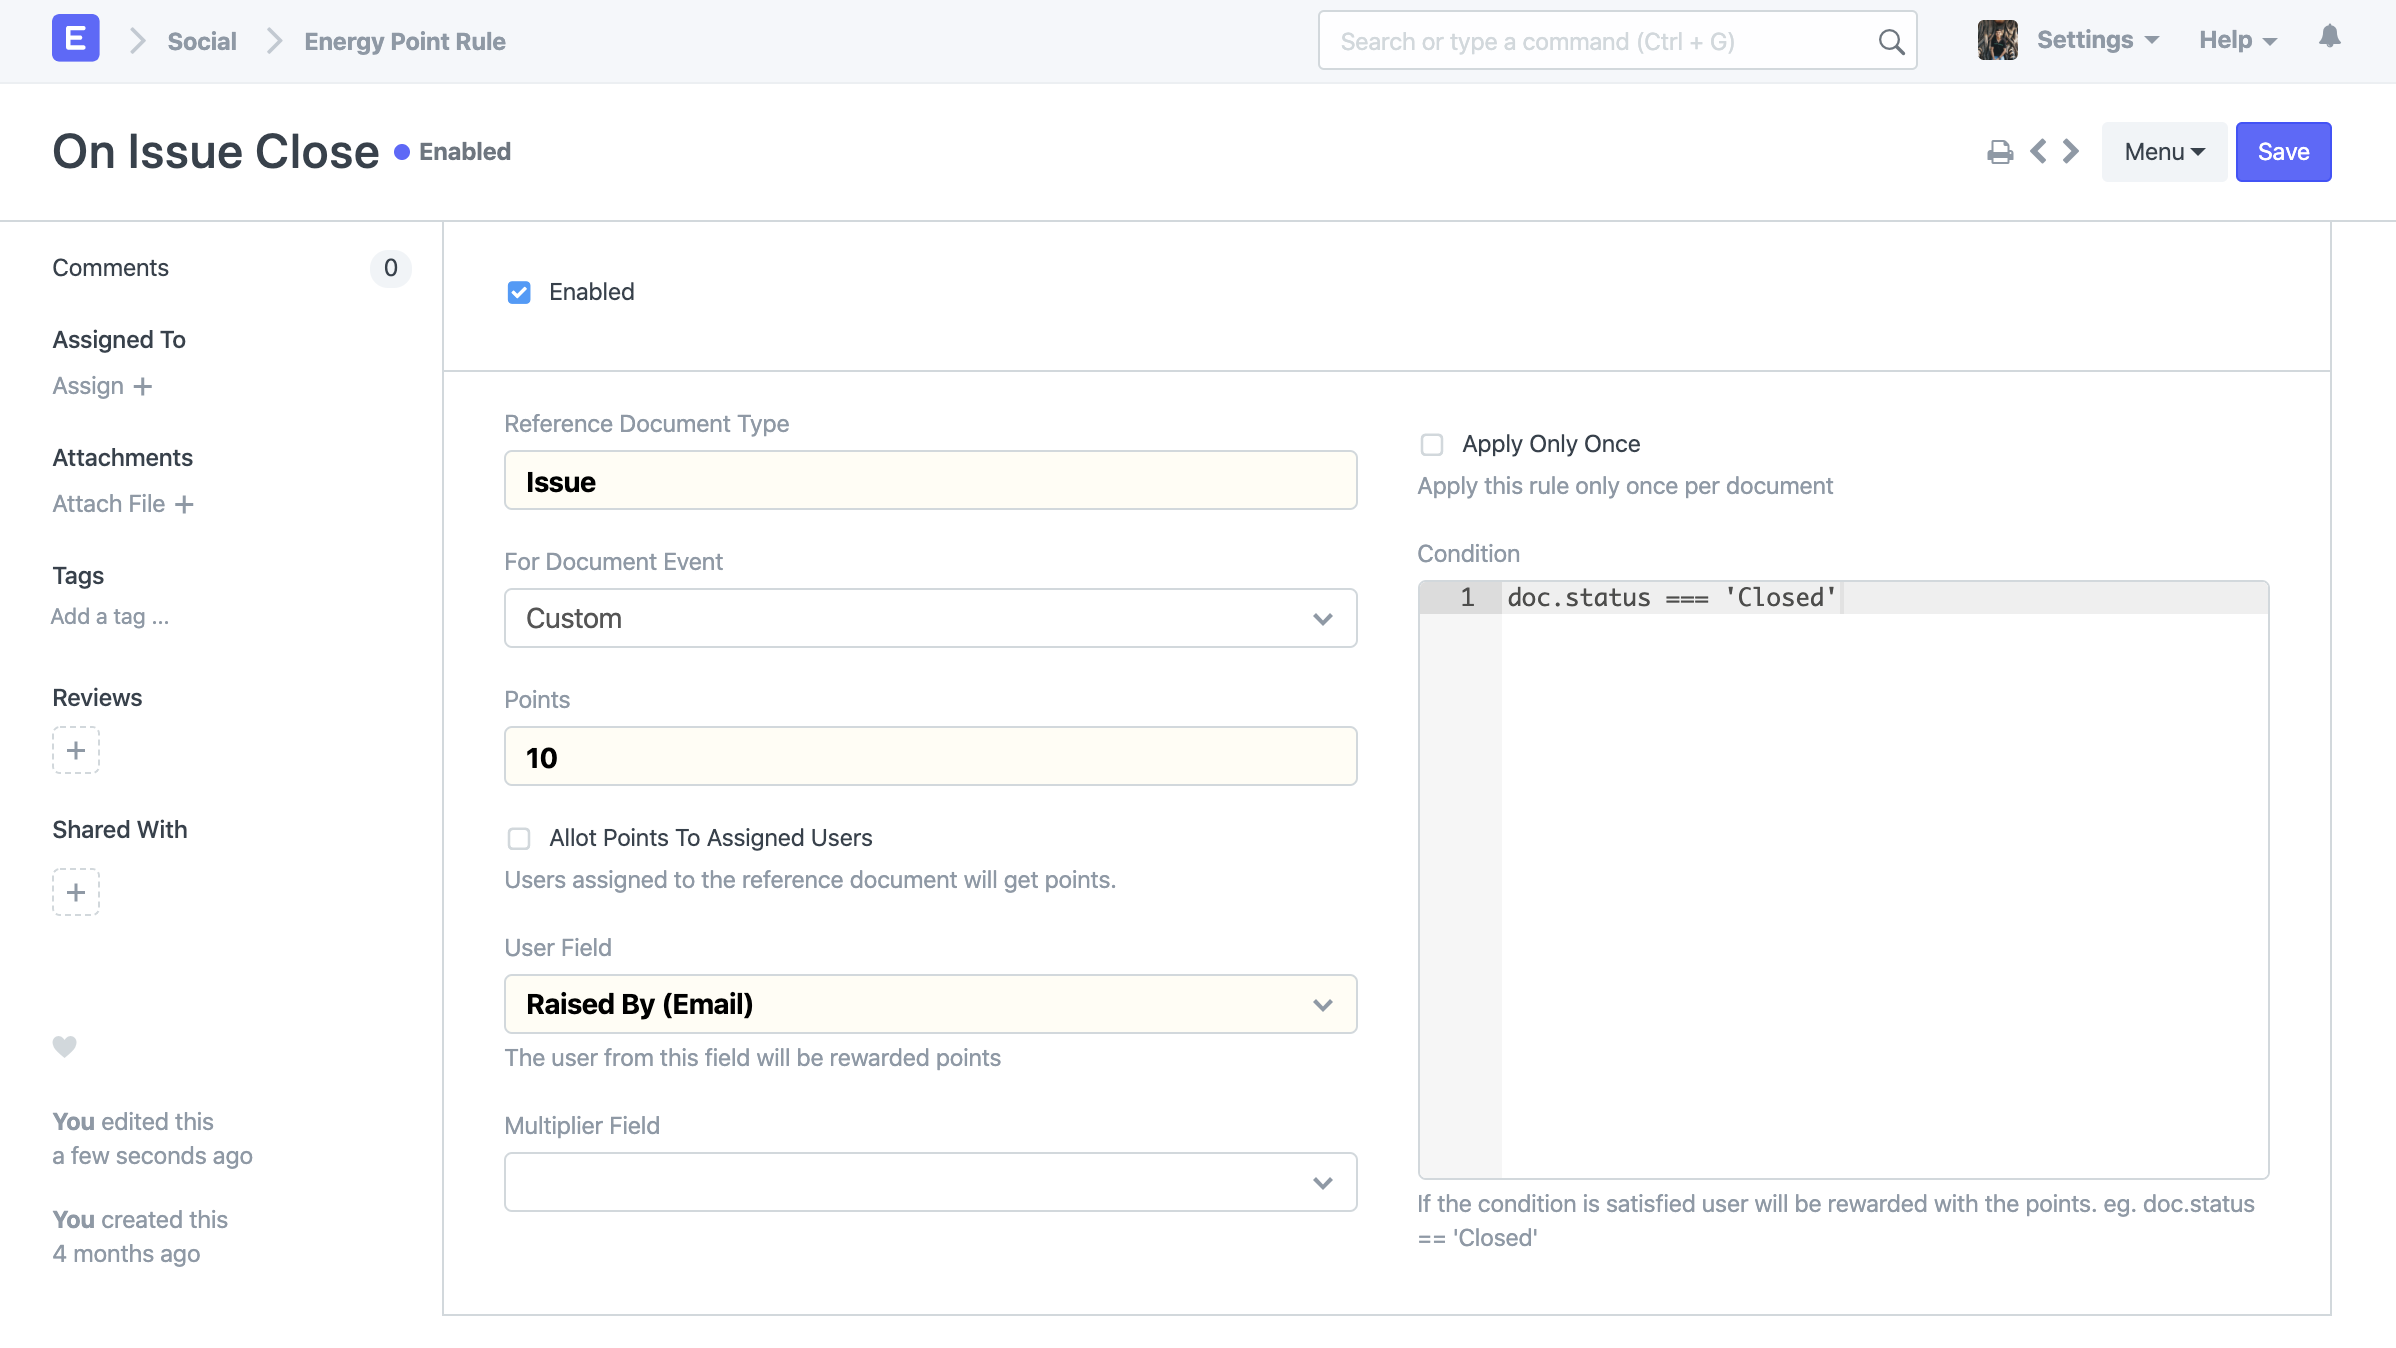 E
Social
Energy Point Rule
Search or type a command (Ctrl + G)
Settings
Help
On Issue Close
Enabled
Menu
Save
Comments
0
Assigned To
Assign +
Attachments
Attach File +
Tags
Add a tag ...
Reviews
+
Shared With
+
You edited this
a few seconds ago
You created this
4 months ago
Enabled
Reference Document Type
Issue
For Document Event
Custom
Points
10
Allot Points To Assigned Users
Users assigned to the reference document will get points.
User Field
Raised By (Email)
The user from this field will be rewarded points
Multiplier Field
Apply Only Once
Apply this rule only once per document
Condition
1 doc.status === 'Closed'
If the condition is satisfied user will be rewarded with the points. eg. doc.status
== 'Closed'